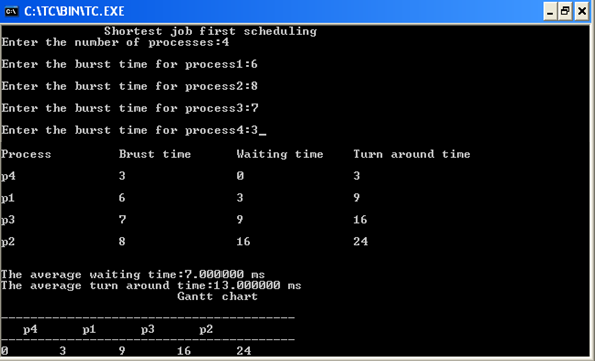 C:\TC\BIN\TC.EXE
Shortest job first scheduling
Enter the number of processes:4
Enter the burst time for process1:6
Enter the burst time for process2:8
Enter the burst time for process3:7
Enter the burst time for process4:3_
Process Brust time Waiting time Turn around time
p4 3 0 3
p1 6 3 9
p3 7 9 16
p2 8 16 24
The average waiting time:7.000000 ms
The average turn around time:13.000000 ms
Gantt chart
----------------------------------------
p4 p1 p3 p2
----------------------------------------
0 3 9 16 24